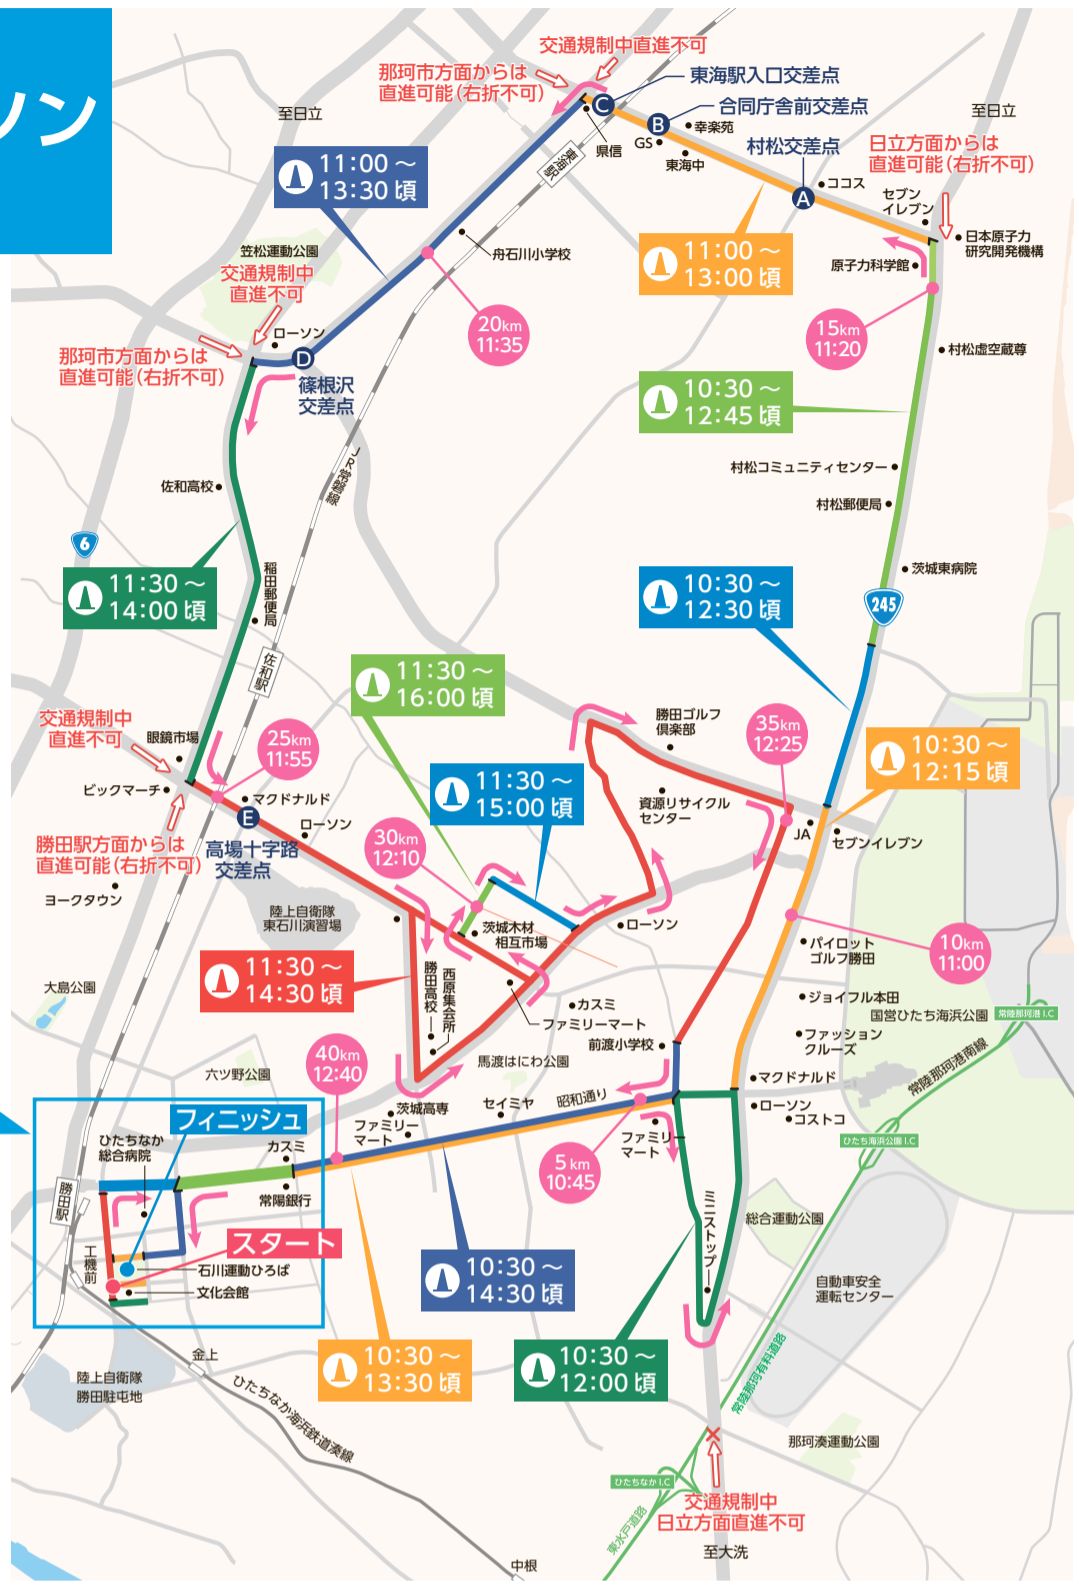 ソン
交通規制中直進不可
那珂市方面からは
直進可能(右折不可)
C
東海駅入口交差点
B
合同庁舎前交差点
幸楽苑
GS
東海中
県信
至日立
至日立
東海駅
村松交差点
A
ココス
日立方面からは
直進可能(右折不可)
セブン
イレブン
日本原子力
研究開発機構
原子力科学館
11:00～
13:30頃
11:00～
13:00頃
笠松運動公園
交通規制中
直進不可
舟石川小学校
20km
11:35
15km
11:20
村松虚空蔵尊
那珂市方面からは
直進可能(右折不可)
ローソン
D
篠根沢
交差点
10:30～
12:45頃
JR常磐線
佐和高校
村松コミュニティセンター
村松郵便局
6
11:30～
14:00頃
稲田郵便局
茨城東病院
10:30～
12:30頃
245
佐和駅
11:30～
16:00頃
交通規制中
直進不可
眼鏡市場
25km
11:55
勝田ゴルフ
倶楽部
35km
12:25
10:30～
12:15頃
ビックマーチ
マクドナルド
E
ローソン
11:30～
15:00頃
資源リサイクル
センター
JA
セブンイレブン
勝田駅方面からは
直進可能(右折不可)
高場十字路
交差点
30km
12:10
ヨークタウン
陸上自衛隊
東石川演習場
茨城木材
相互市場
ローソン
パイロット
ゴルフ勝田
10km
11:00
11:30～
14:30頃
勝田高校
西原集会所
大島公園
カスミ
ファミリーマート
ジョイフル本田
国営ひたち海浜公園
常陸那珂港I.C
前渡小学校
ファッション
クルーズ
40km
12:40
馬渡はにわ公園
六ツ野公園
常陸那珂港南線
マクドナルド
昭和通り
セイミヤ
茨城高専
ファミリー
マート
ローソン
コストコ
ファミリー
マート
ひたち海浜公園I.C
フィニッシュ
ひたちなか
総合病院
カスミ
5km
10:45
常陽銀行
勝田駅
ミニストップ
総合運動公園
スタート
工機前
石川運動ひろば
文化会館
10:30～
14:30頃
自動車安全
運転センター
10:30～
13:30頃
10:30～
12:00頃
金上
陸上自衛隊
勝田駐屯地
ひたちなか海浜鉄道湊線
常陸那珂有料道路
那珂湊運動公園
ひたちなかI.C
交通規制中
日立方面直進不可
東水戸道路
至大洗
中根